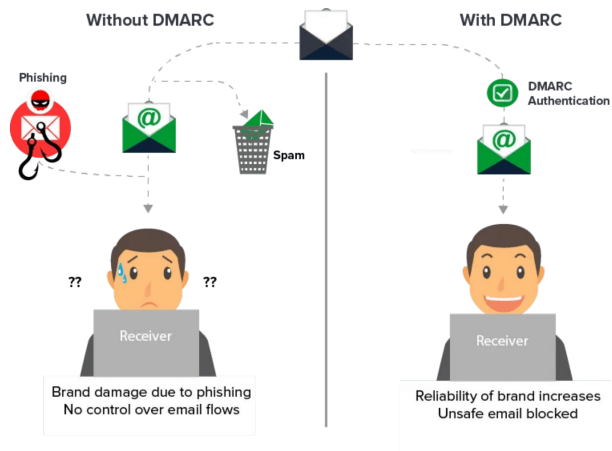 Without DMARC
With DMARC
Phishing
@
Spam
DMARC
Authentication
@
??
??
Receiver
Receiver
Brand damage due to phishing
No control over email flows
Reliability of brand increases
Unsafe email blocked